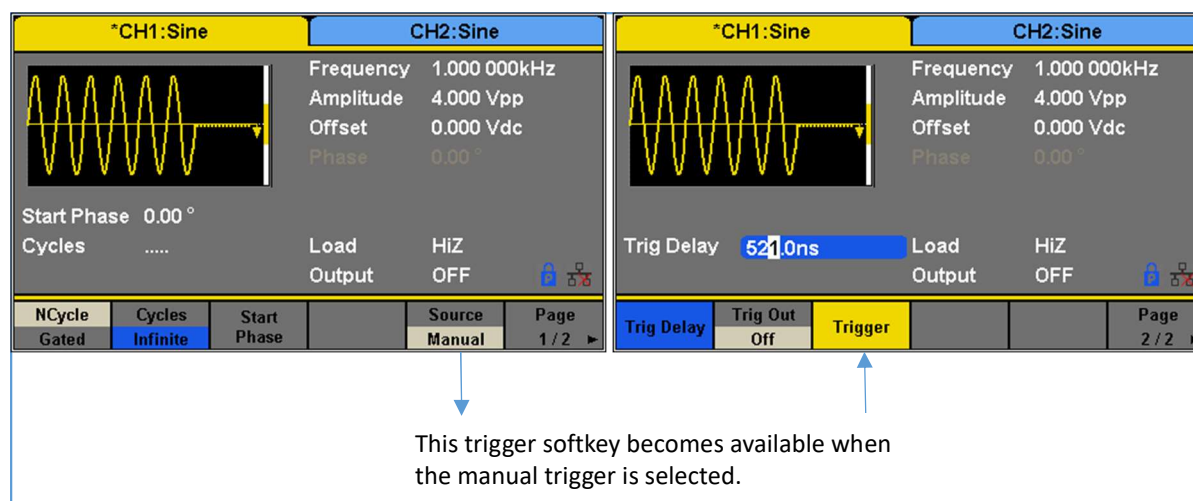 *CH1:Sine
CH2:Sine
Frequency 1.000 000kHz
Amplitude 4.000 Vpp
Offset 0.000 Vdc
Phase 0.00 °
Start Phase 0.00 °
Cycles .....
Load HiZ
Output OFF
P
NCycle
Gated
Cycles
Infinite
Start
Phase
Source
Manual
Page
1 / 2 ►
*CH1:Sine
CH2:Sine
Frequency 1.000 000kHz
Amplitude 4.000 Vpp
Offset 0.000 Vdc
Phase 0.00 °
Trig Delay 521.0ns
Load HiZ
Output OFF
P
Trig Delay
Trig Out
Off
Trigger
Page
2 / 2
This trigger softkey becomes available when
the manual trigger is selected.